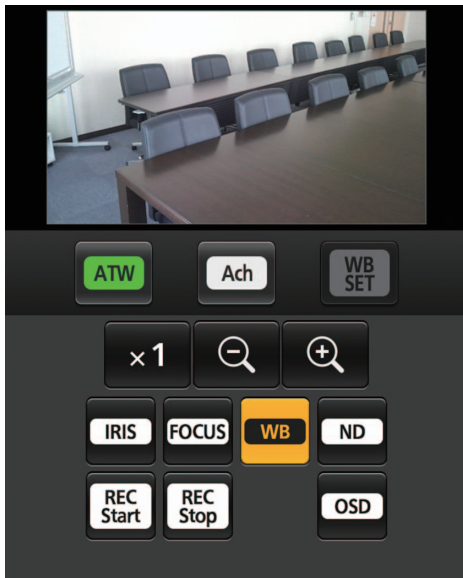 ATW
Ach
WB
SET
×1
IRIS
FOCUS
WB
ND
REC
Start
REC
Stop
OSD